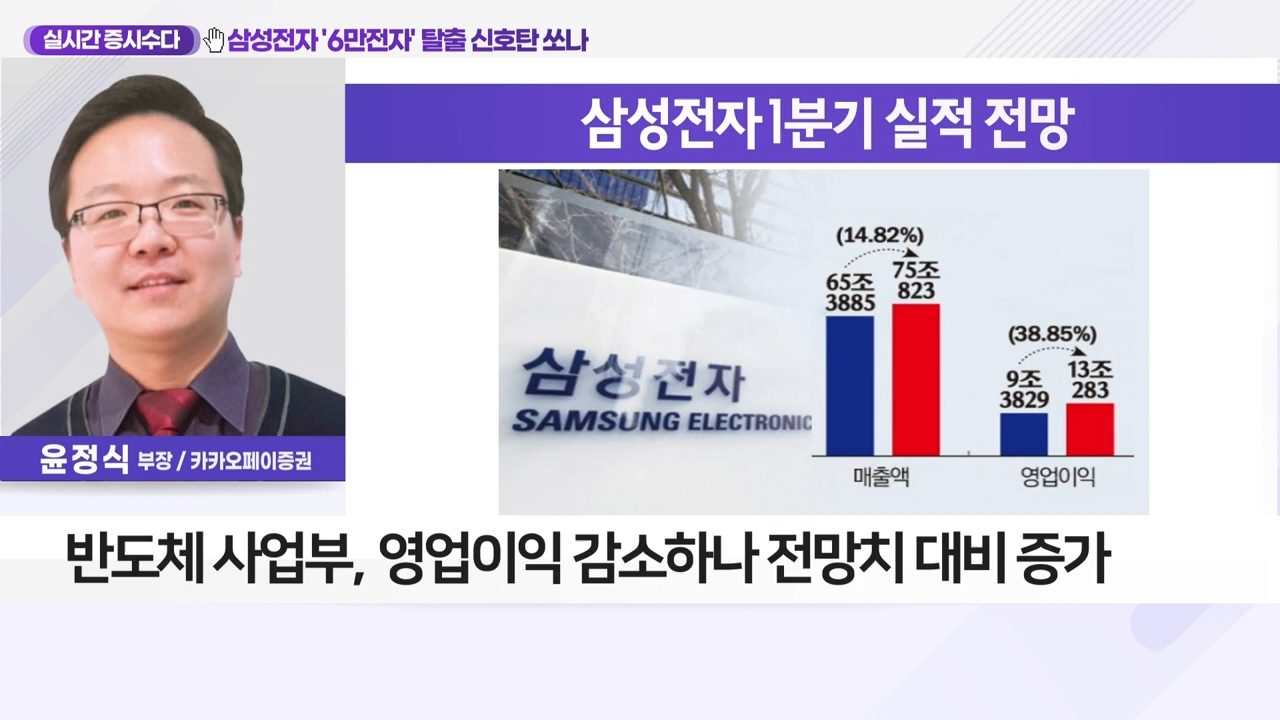 실시간 증시수다 삼성전자 '6만전자' 탈출 신호탄 쏘나
삼성전자 1분기 실적 전망
(14.82%)
65조
3885
75조
823
(38.85%)
9조
3829
13조
283
삼성전자
SAMSUNG ELECTRONIC
매출액
영업이익
윤정식 부장 / 카카오페이증권
반도체 사업부, 영업이익 감소하나 전망치 대비 증가